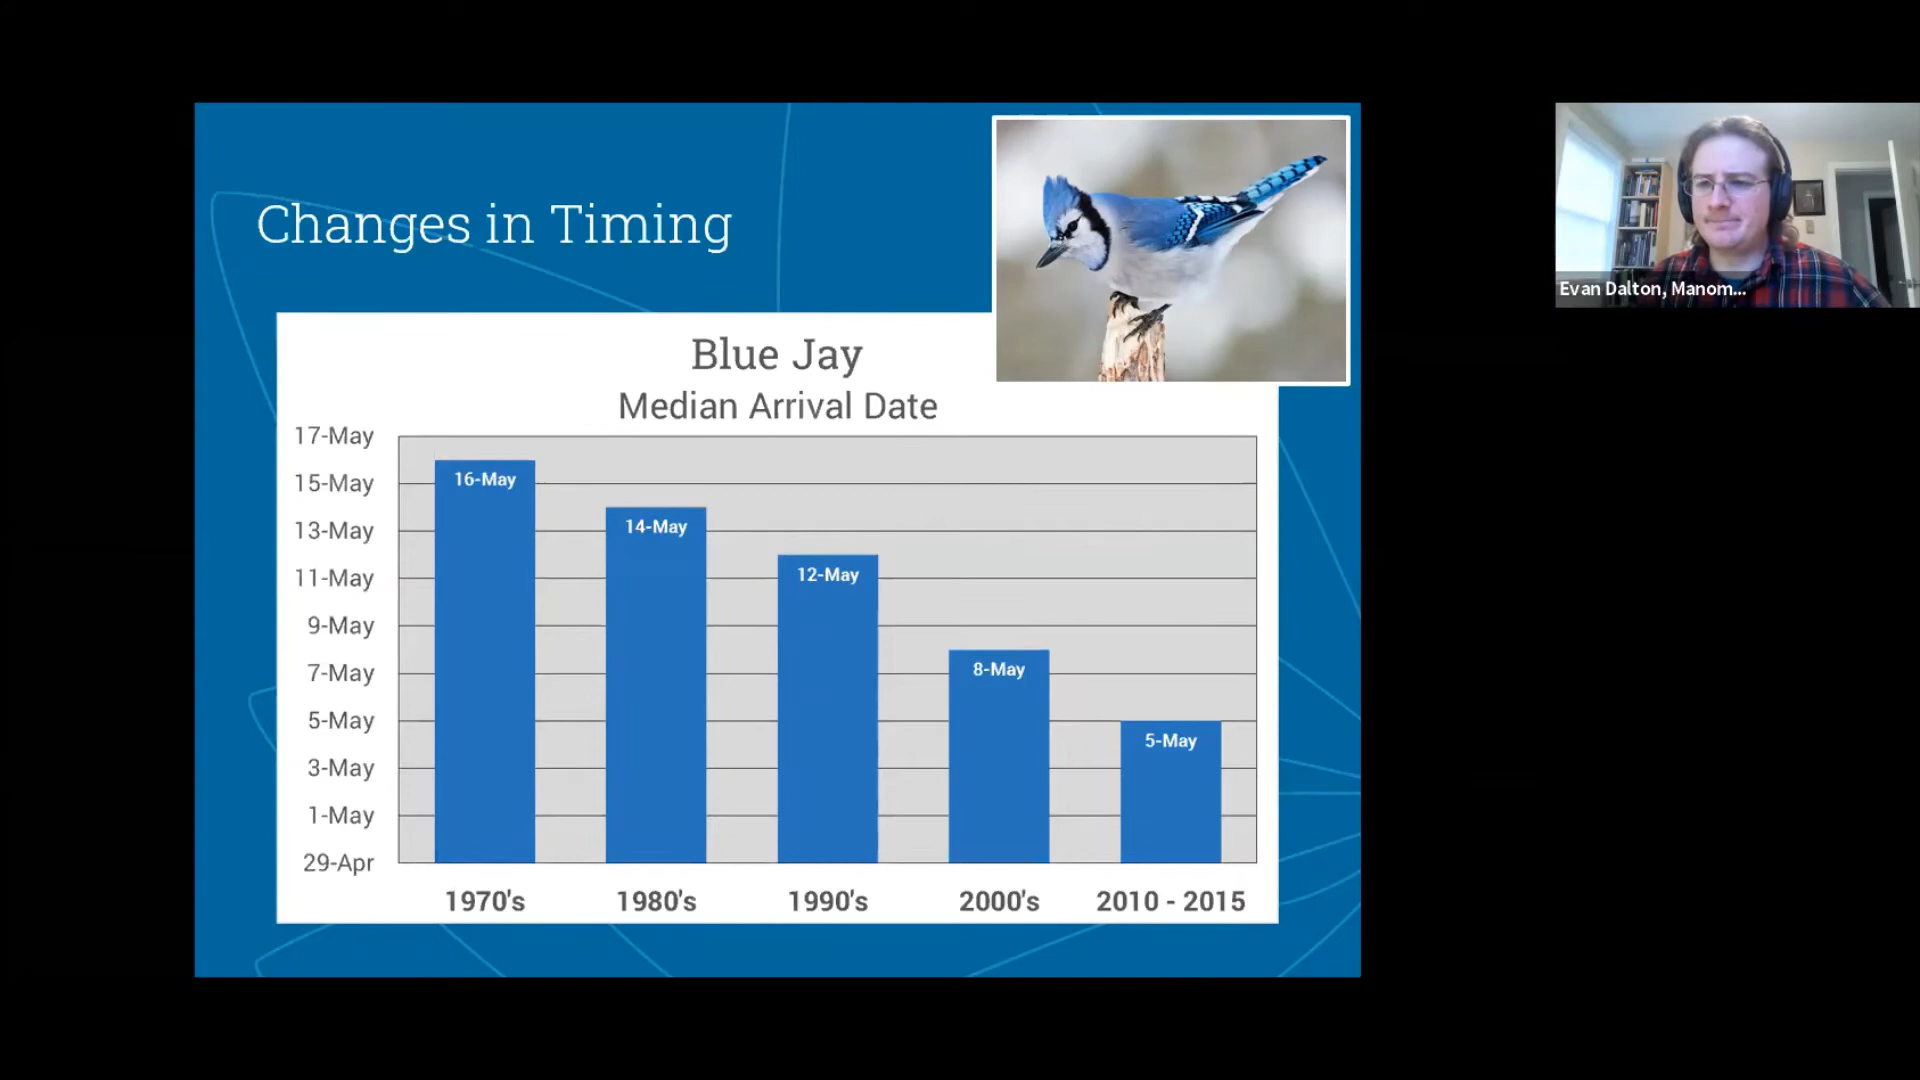 Changes in Timing
Blue Jay
Median Arrival Date
17-May
15-May
13-May
11-May
9-May
7-May
5-May
3-May
1-May
29-Apr
16-May
14-May
12-May
8-May
5-May
1970's
1980's
1990's
2000's
2010 - 2015
Evan Dalton, Manom...